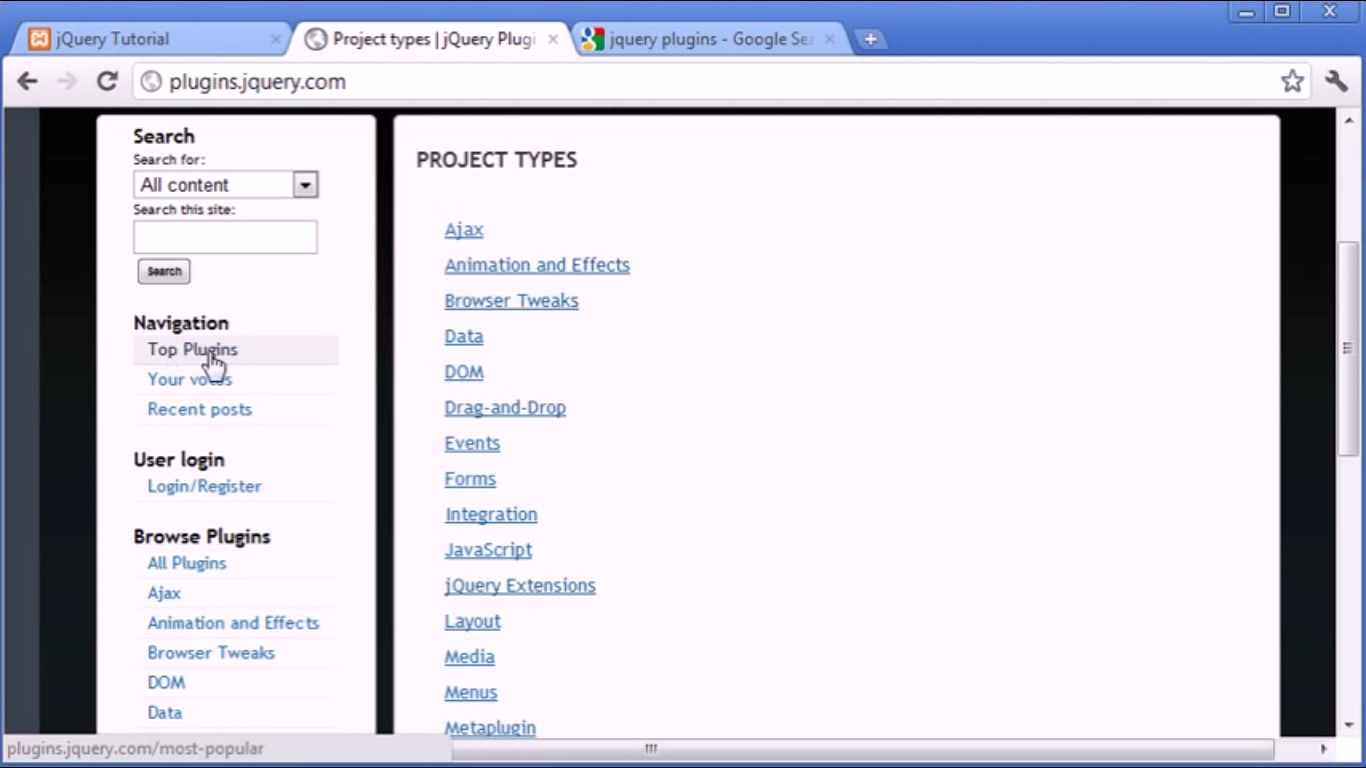 jQuery Tutorial
Project types | jQuery Plugi
jquery plugins - Google Sea
plugins.jquery.com
Search
Search for:
All content
Search this site:
Search
Navigation
Top Plugins
Your votes
Recent posts
User login
Login/Register
Browse Plugins
All Plugins
Ajax
Animation and Effects
Browser Tweaks
DOM
Data
PROJECT TYPES
Ajax
Animation and Effects
Browser Tweaks
Data
DOM
Drag-and-Drop
Events
Forms
Integration
JavaScript
jQuery Extensions
Layout
Media
Menus
Metaplugin
plugins.jquery.com/most-popular